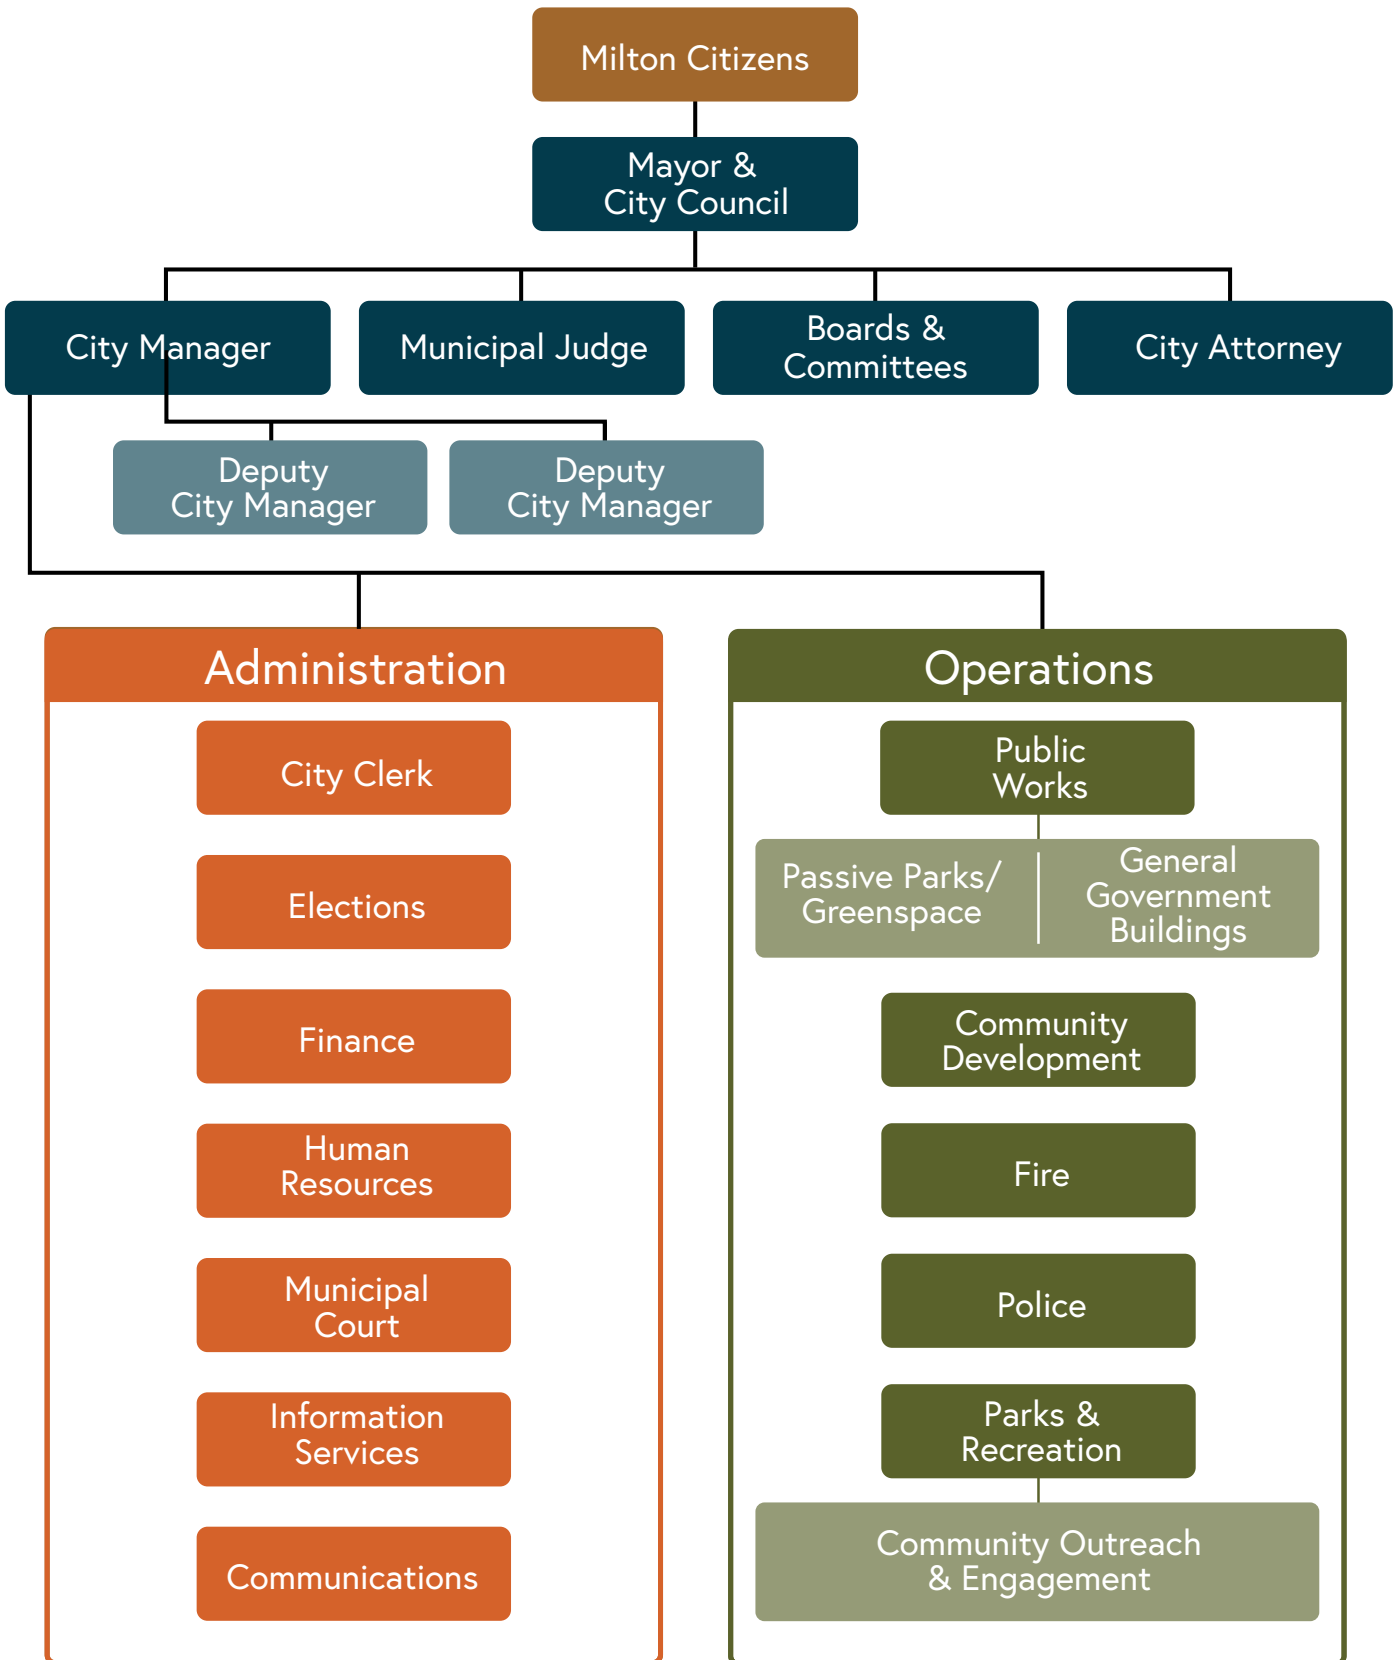 Milton Citizens
Mayor &
City Council
City Manager
Municipal Judge
Boards &
Committees
City Attorney
Deputy
City Manager
Deputy
City Manager
Administration
City Clerk
Elections
Finance
Human
Resources
Municipal
Court
Information
Services
Communications
Operations
Public
Works
Passive Parks/
Greenspace
General
Government
Buildings
Community
Development
Fire
Police
Parks &
Recreation
Community Outreach
& Engagement